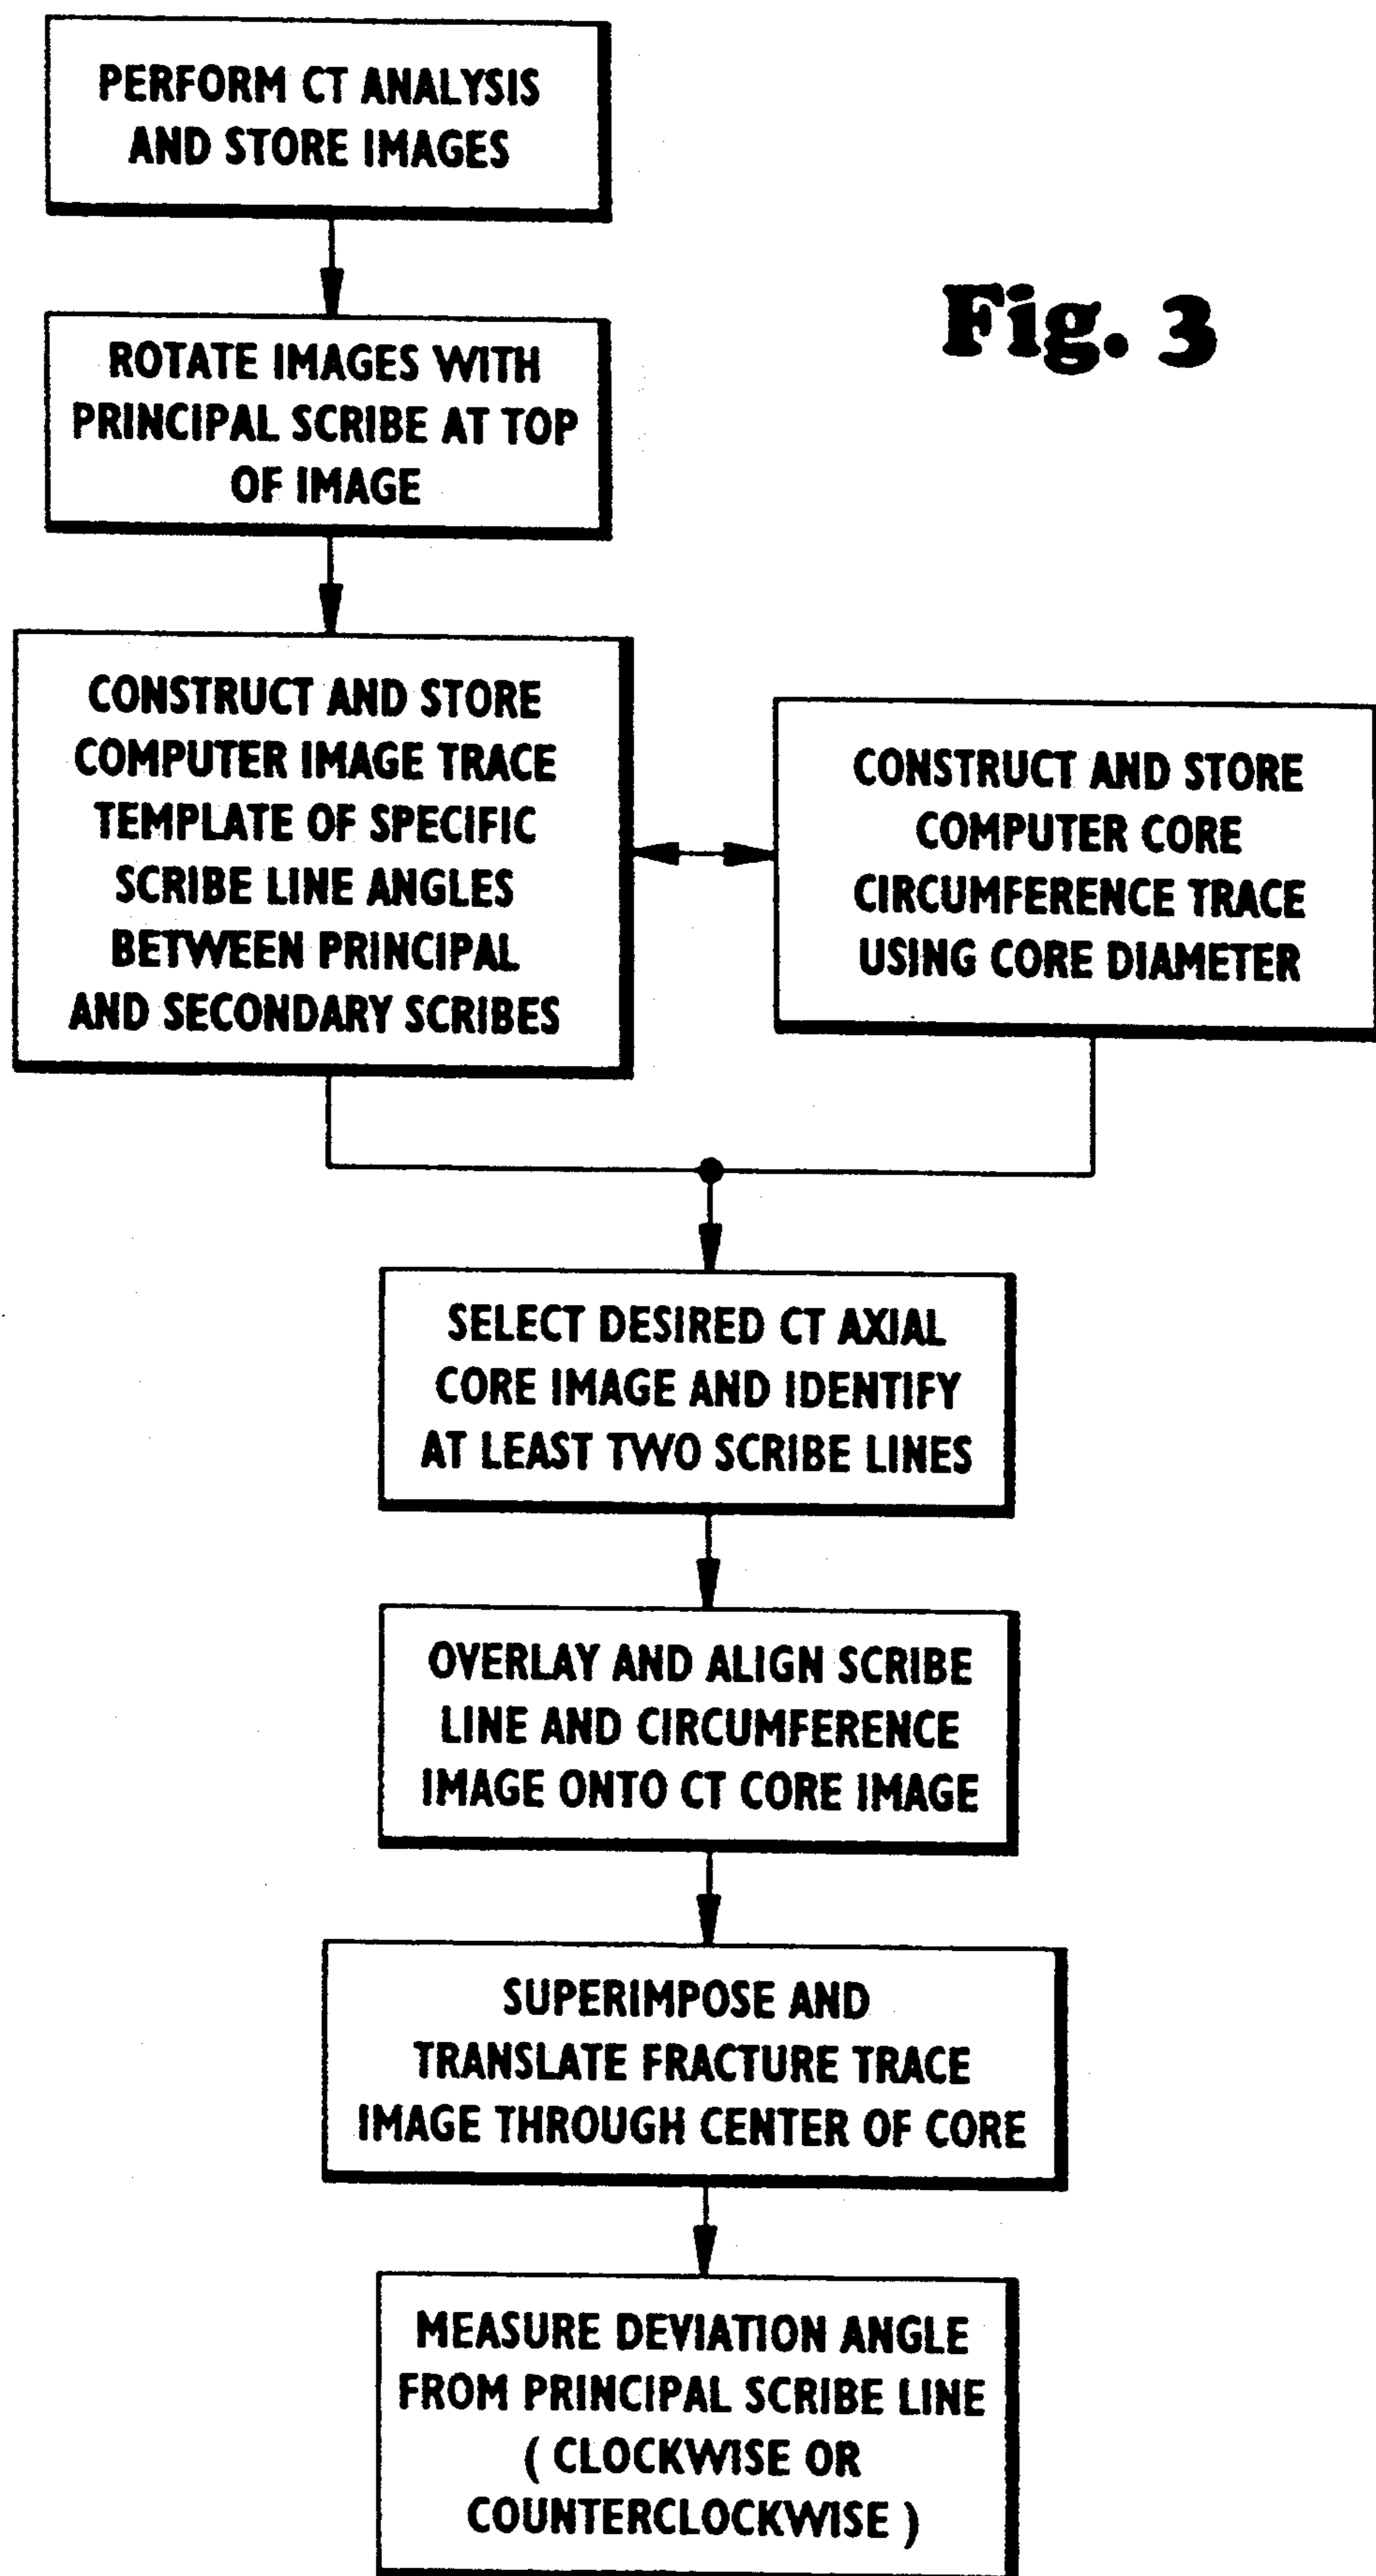 PERFORM CT ANALYSIS
AND STORE IMAGES
Fig. 3
ROTATE IMAGES WITH
PRINCIPAL SCRIBE AT TOP
OF IMAGE
CONSTRUCT AND STORE
COMPUTER IMAGE TRACE
TEMPLATE OF SPECIFIC
SCRIBE LINE ANGLES
BETWEEN PRINCIPAL
AND SECONDARY SCRIBES
CONSTRUCT AND STORE
COMPUTER CORE
CIRCUMFERENCE TRACE
USING CORE DIAMETER
SELECT DESIRED CT AXIAL
CORE IMAGE AND IDENTIFY
AT LEAST TWO SCRIBE LINES
OVERLAY AND ALIGN SCRIBE
LINE AND CIRCUMFERENCE
IMAGE ONTO CT CORE IMAGE
SUPERIMPOSE AND
TRANSLATE FRACTURE TRACE
IMAGE THROUGH CENTER OF CORE
MEASURE DEVIATION ANGLE
FROM PRINCIPAL SCRIBE LINE
( CLOCKWISE OR
COUNTERCLOCKWISE )